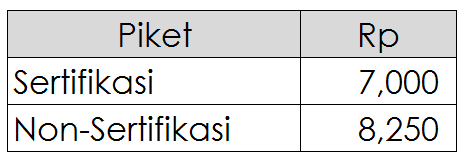 Piket Rp
Sertifikasi 7,000
Non-Sertifikasi 8,250